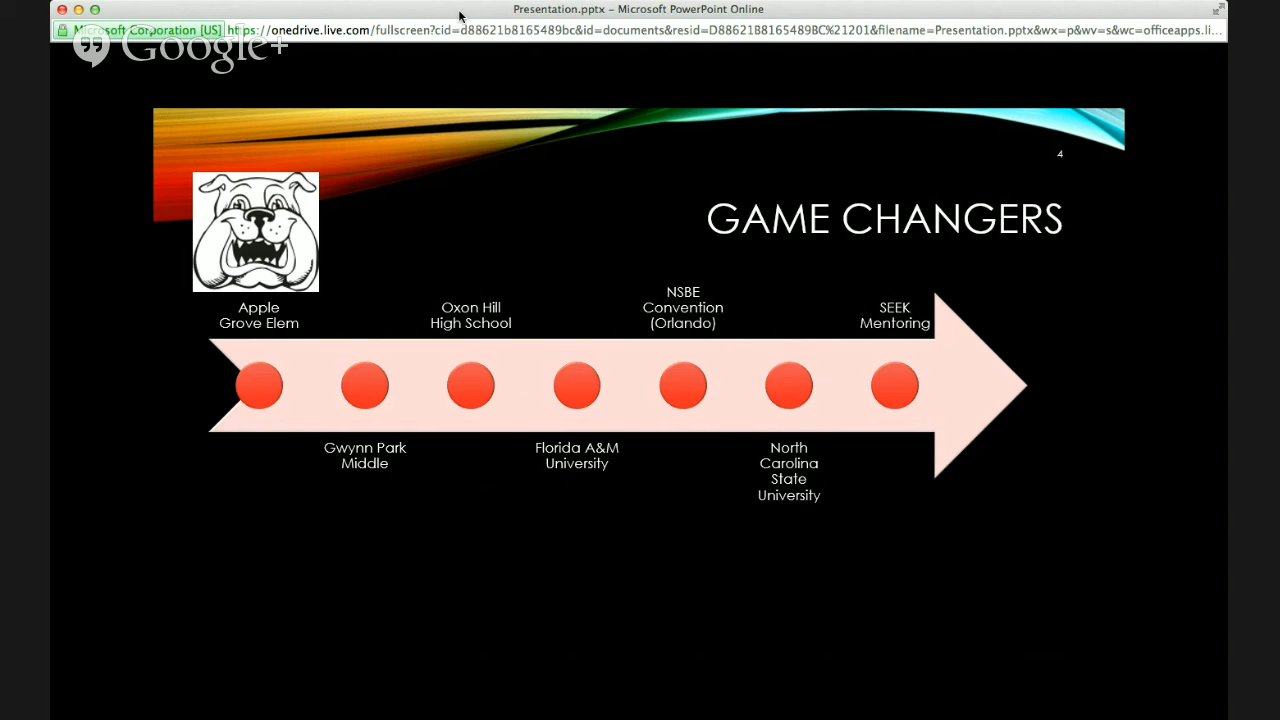 Presentation.pptx – Microsoft PowerPoint Online
Microsoft Corporation [US] https://onedrive.live.com/fullscreen?cid=d88621b8165489bc&id=documents&resid=D88621B8165489BC%21201&filename=Presentation.pptx&wx=p&wv=s&wc=officeapps.li...
Google+
4
GAME CHANGERS
Apple
Grove Elem
Gwynn Park
Middle
Oxon Hill
High School
Florida A&M
University
NSBE
Convention
(Orlando)
North
Carolina
State
University
SEEK
Mentoring